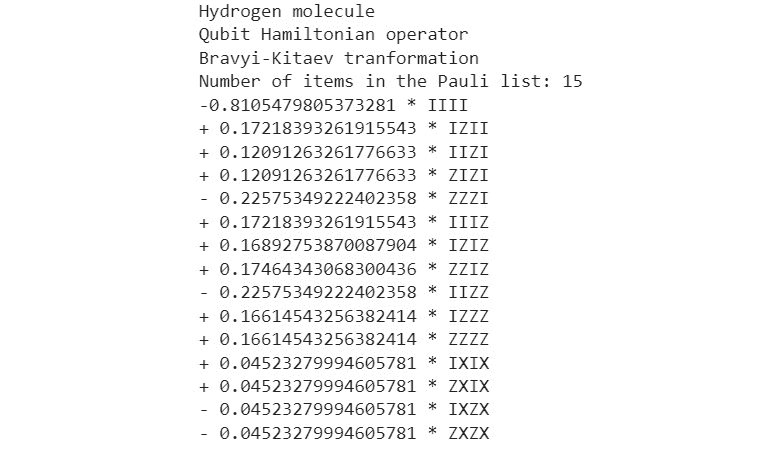 Hydrogen molecule
Qubit Hamiltonian operator
Bravyi-Kitaev tranformation
Number of items in the Pauli list: 15
-0.8105479805373281 * IIII
+ 0.17218393261915543 * IZII
+ 0.12091263261776633 * IIZI
+ 0.12091263261776633 * ZIZI
- 0.22575349222402358 * ZZZI
+ 0.17218393261915543 * IIIZ
+ 0.16892753870087904 * IZIZ
+ 0.17464343068300436 * ZZIZ
- 0.22575349222402358 * IIZZ
+ 0.16614543256382414 * IZZZ
+ 0.16614543256382414 * ZZZZ
+ 0.04523279994605781 * IXIX
+ 0.04523279994605781 * ZXIX
- 0.04523279994605781 * IXZX
- 0.04523279994605781 * ZXZX